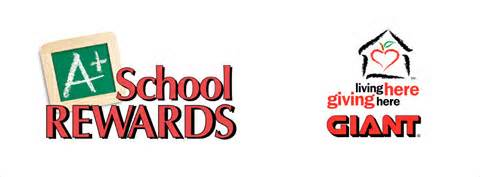 A+ School
REWARDS
living here
giving here
GIANT